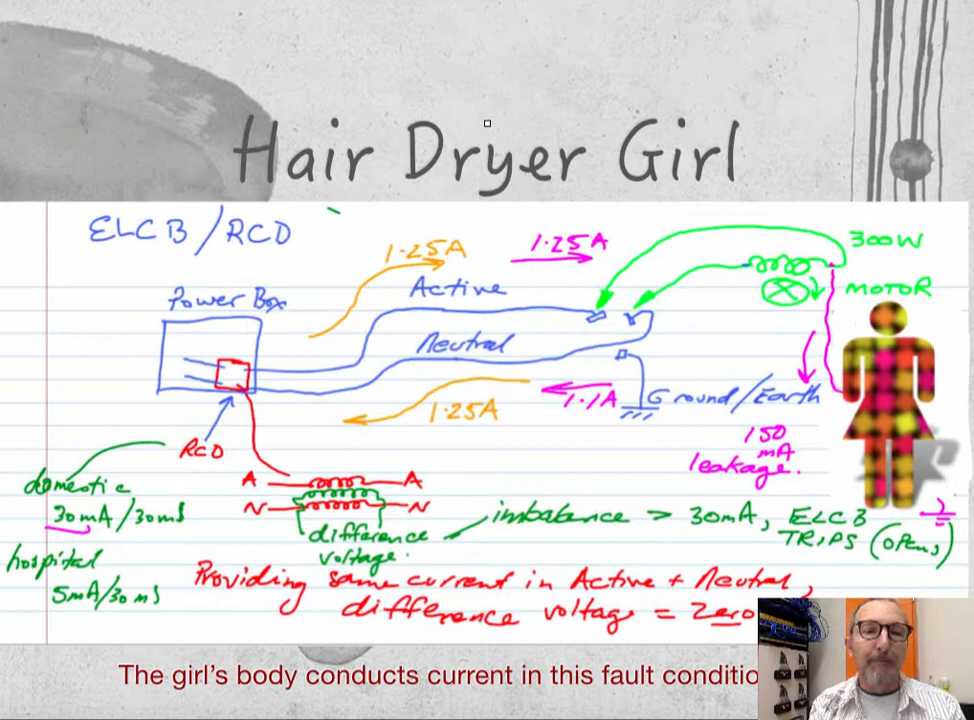 Hair Dryer Girl
ELCB/RCD
1.25A
1.25A
300W
Power Box
Active
MOTOR
Neutral
1.25A
1.1A
Ground/Earth
RCD
150
mA
leakage.
domestic
30mA/30ms
A
A
N
N
difference
voltage.
imbalence > 30mA, ELCB
TRIPS (opens)
hospital
5mA/30ms
Providing same current in Active + Neutral,
difference voltage = Zero
The girl's body conducts current in this fault conditio